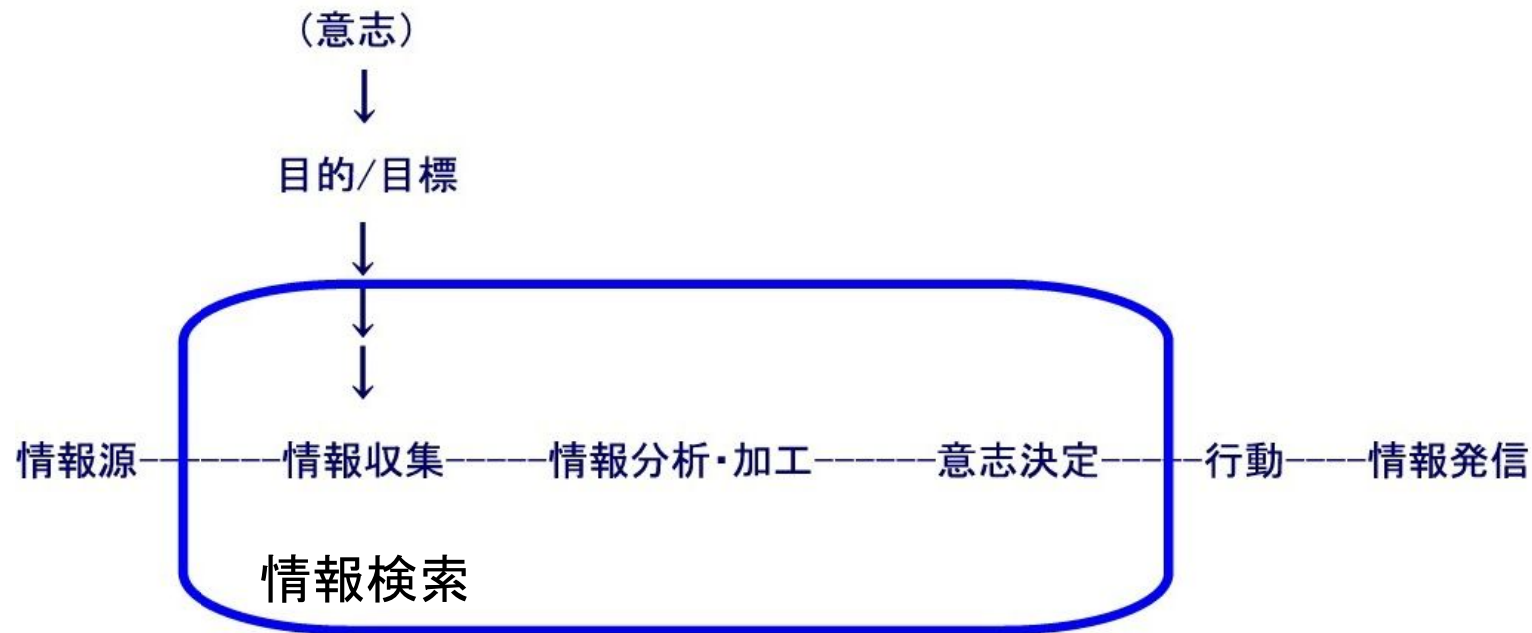 (意志)
↓
目的/目標
↓
↓
↓
情報源-------情報収集-----情報分析・加工------意志決定-----行動----情報発信
情報検索